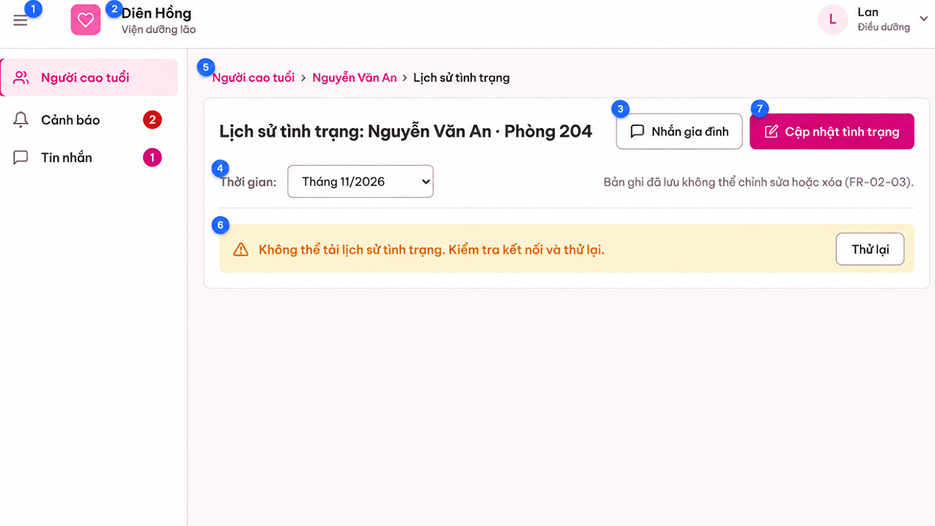 1
2
Diên Hồng
Viện dưỡng lão
L
Lan
Điều dưỡng
Người cao tuổi
Cảnh báo
2
Tin nhắn
1
5
Người cao tuổi > Nguyễn Văn An > Lịch sử tình trạng
Lịch sử tình trạng: Nguyễn Văn An · Phòng 204
3
Nhắn gia đình
7
Cập nhật tình trạng
4
Thời gian:
Tháng 11/2026
Bản ghi đã lưu không thể chỉnh sửa hoặc xóa (FR-02-03).
6
Không thể tải lịch sử tình trạng. Kiểm tra kết nối và thử lại.
Thử lại